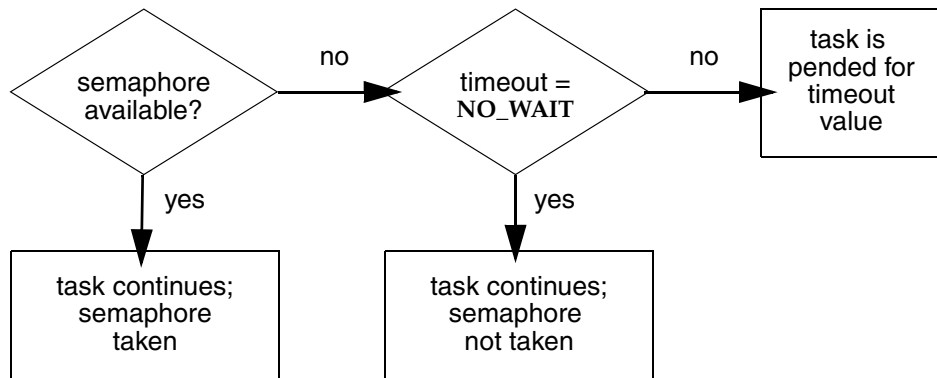 semaphore
available?
no
timeout =
NO_WAIT
no
task is
pended for
timeout
value
yes
yes
task continues;
semaphore
taken
task continues;
semaphore
not taken